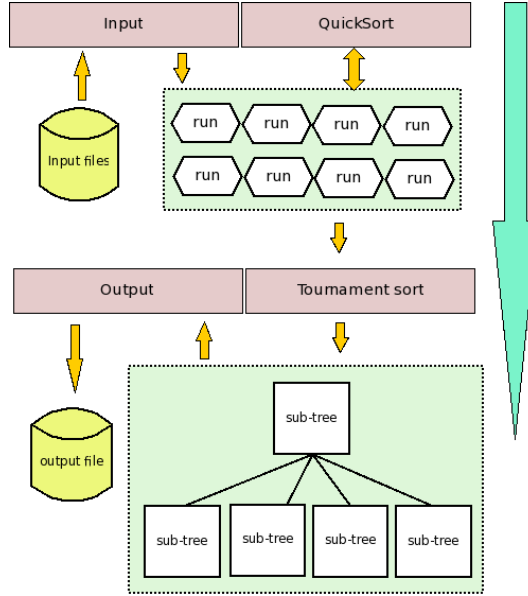 Input
QuickSort
run run run run
Input files
run run run run
Output
Tournament sort
sub-tree
output file
sub-tree sub-tree sub-tree sub-tree